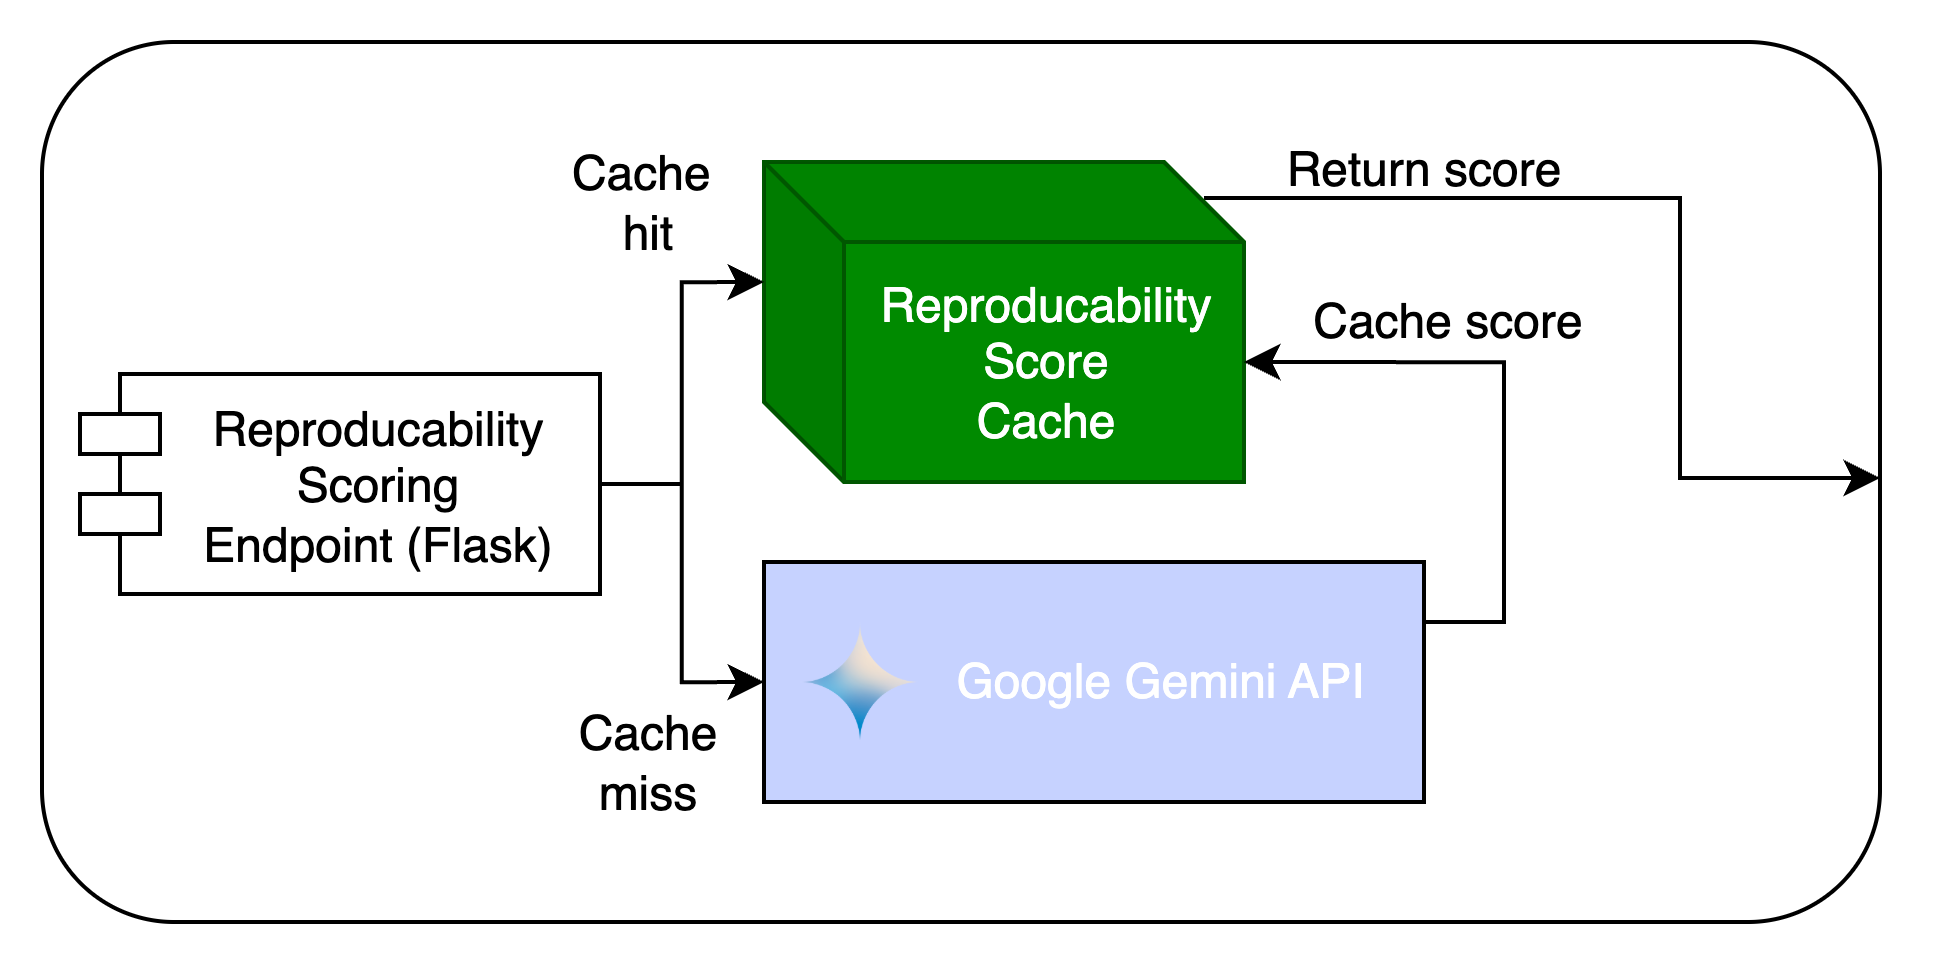 Cache
hit
Return score
Reproducability
Score
Cache
Cache score
Reproducability
Scoring
Endpoint (Flask)
Google Gemini API
Cache
miss